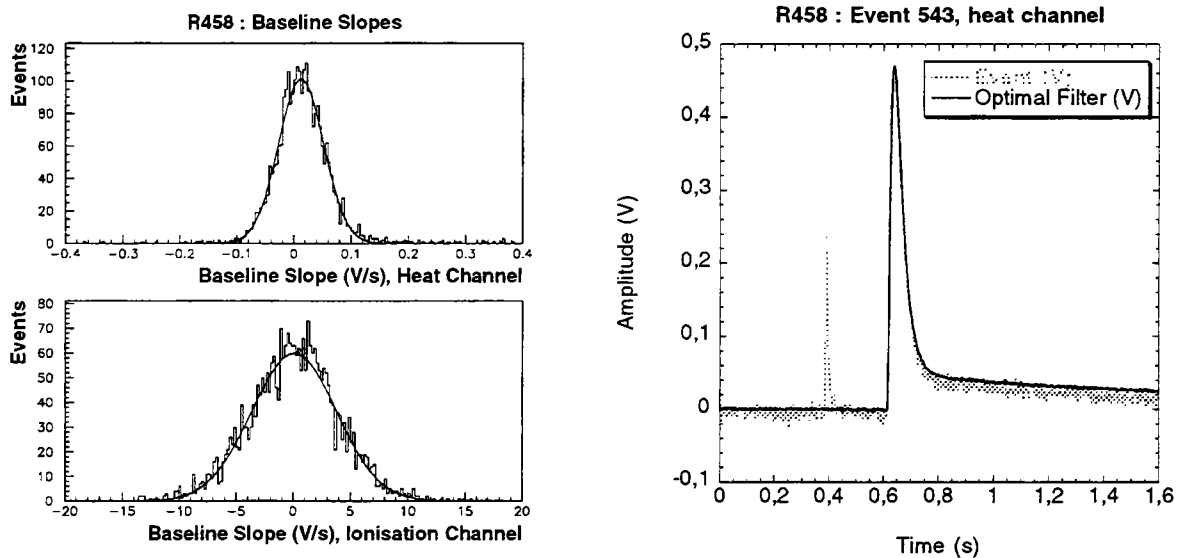 R458 : Baseline Slopes
Events
120
100
80
60
40
20
0
−0.4 −0.3 −0.2 −0.1 0 0.1 0.2 0.3 0.4
Baseline Slope (V/s), Heat Channel
Events
80
70
60
50
40
30
20
10
0
−20 −15 −10 −5 0 5 10 15 20
Baseline Slope (V/s), Ionisation Channel
R458 : Event 543, heat channel
Amplitude (V)
0,5
0,4
0,3
0,2
0,1
0
-0,1
Event (V)
Optimal Filter (V)
0 0,2 0,4 0,6 0,8 1 1,2 1,4 1,6
Time (s)